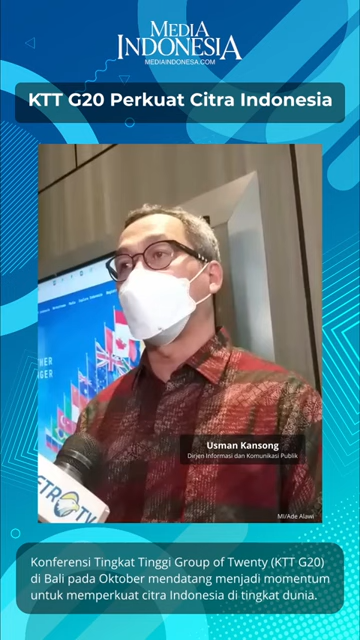 MEDIA
INDONESIA
MEDIAINDONESA.COM
KTT G20 Perkuat Citra Indonesia
Usman Kansong
Dirjen Informasi dan Komunikasi Publik
MI/Ade Alawi
Konferensi Tingkat Tinggi Group of Twenty (KTT G20)
di Bali pada Oktober mendatang menjadi momentum
untuk memperkuat citra Indonesia di tingkat dunia.